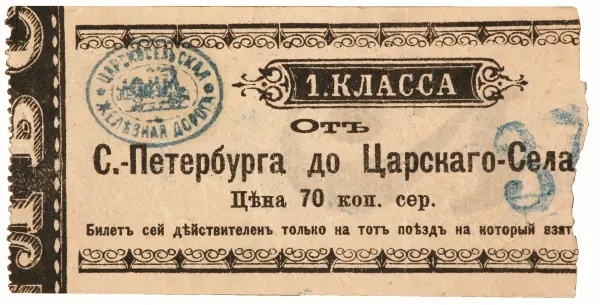 ЦАРСКОСЕЛЬСКАЯ
ЖЕЛѢЗНАЯ ДОРОГА
1. КЛАССА
Отъ
С.-Петербурга до Царскаго-Села
Цѣна 70 коп. сер.
Билетъ сей дѣйствителенъ только на тотъ поѣздъ на который взят